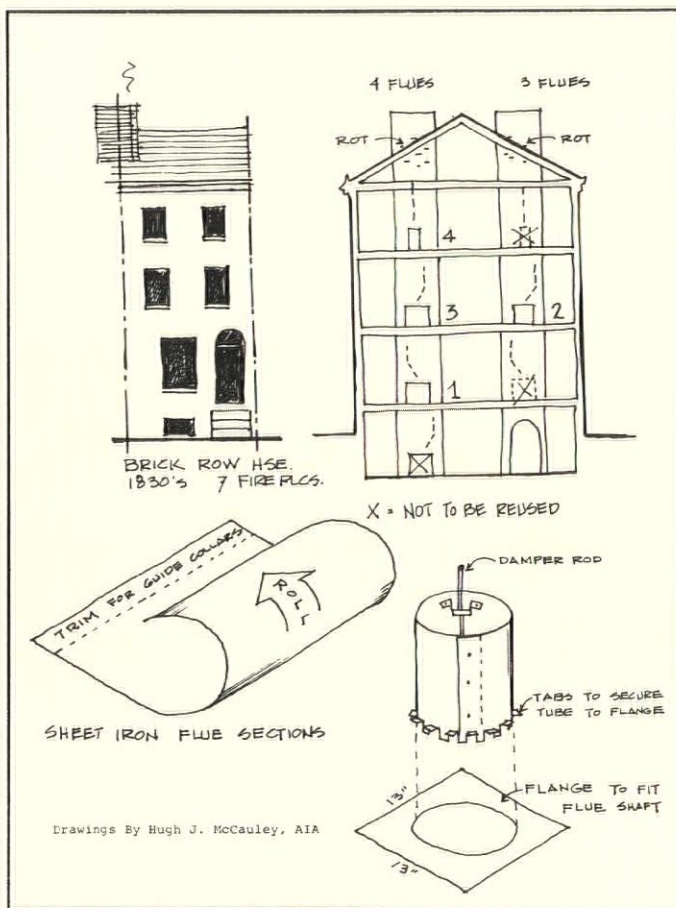 4 FLUES
3 FLUES
ROT
ROT
4
3
2
1
BRICK ROW HSE.
1830's 7 FIREPLCS.
X = NOT TO BE REUSED
TRIM FOR GUIDE COLLARS
ROLL
SHEET IRON FLUE SECTIONS
DAMPER ROD
TABS TO SECURE
TUBE TO FLANGE
13"
13"
FLANGE TO FIT
FLUE SHAFT
Drawings By Hugh J. McCauley, AIA